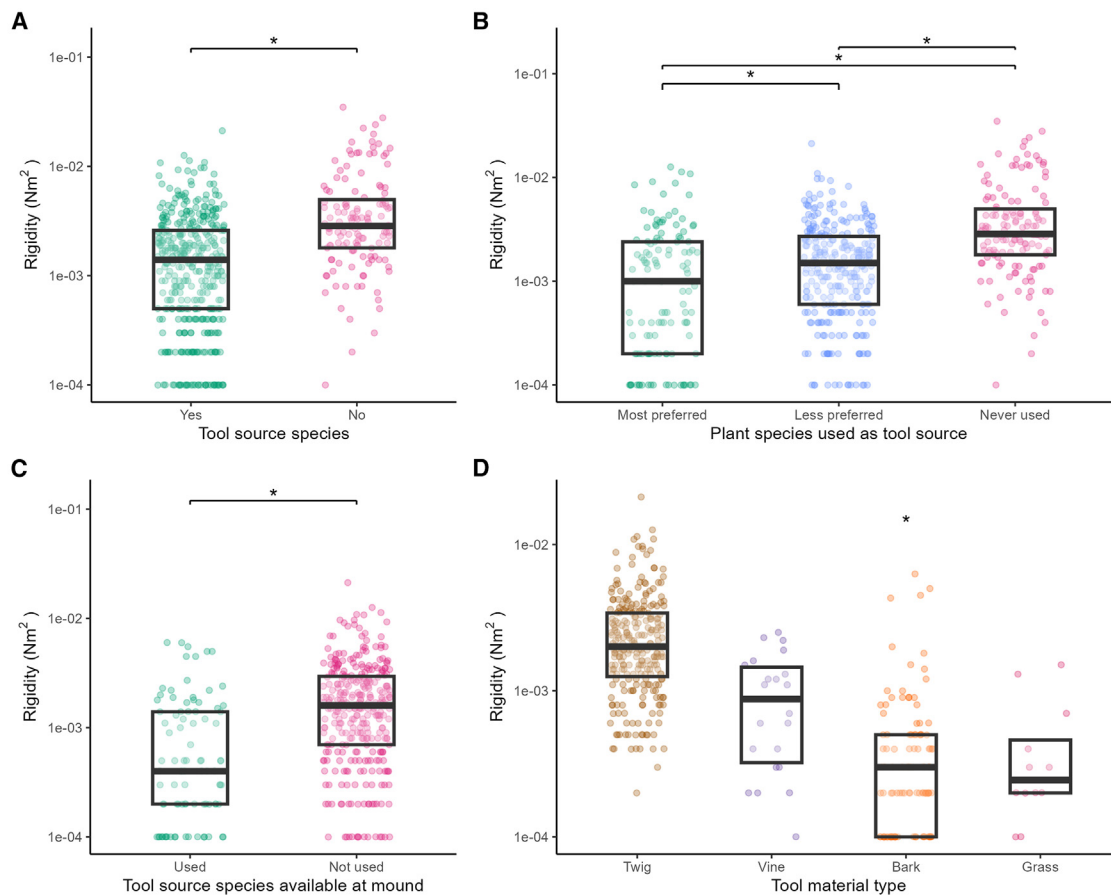 A
*
1e-01
1e-02
1e-03
1e-04
Rigidity (Nm²)
Yes No
Tool source species
B
*
*
*
1e-01
1e-02
1e-03
1e-04
Rigidity (Nm²)
Most preferred Less preferred Never used
Plant species used as tool source
C
*
1e-01
1e-02
1e-03
1e-04
Rigidity (Nm²)
Used Not used
Tool source species available at mound
D
*
1e-02
1e-03
1e-04
Rigidity (Nm²)
Twig Vine Bark Grass
Tool material type